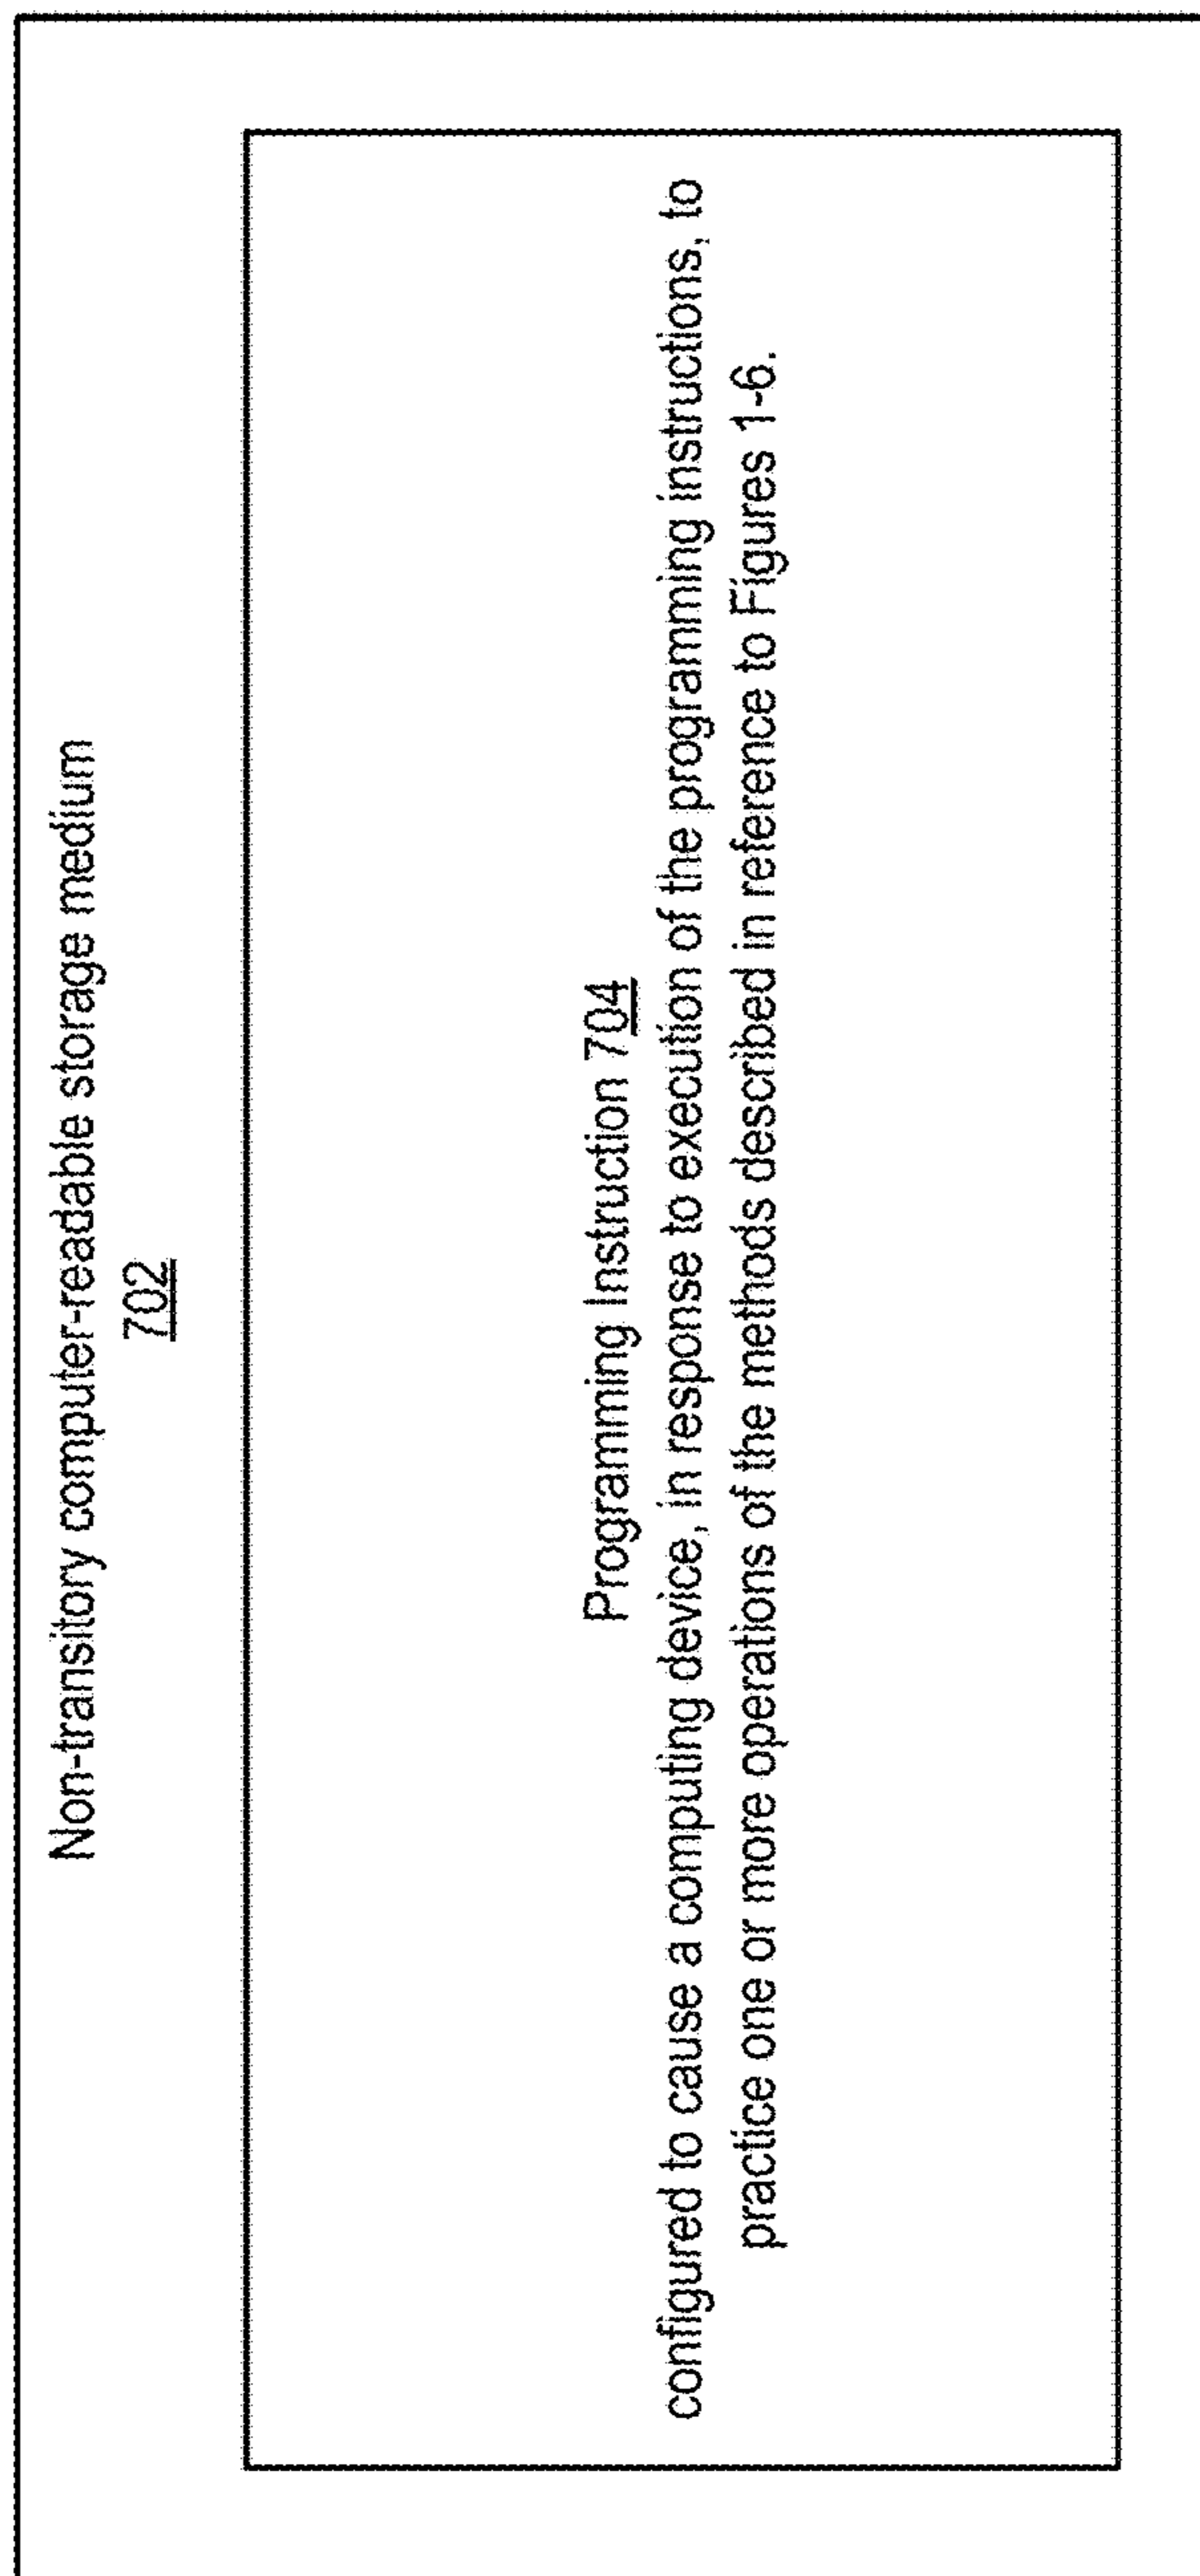 Non-transitory computer-readable storage medium
702
Programming Instruction 704
configured to cause a computing device, in response to execution of the programming instructions, to
practice one or more operations of the methods described in reference to Figures 1-6.